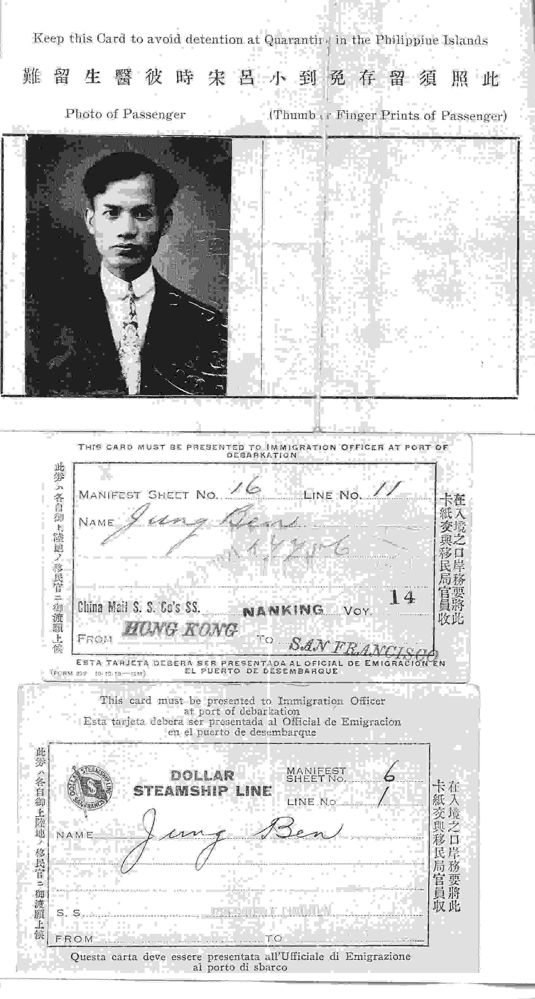 Keep this Card to avoid detention at Quarantin in the Philippine Islands
難留生醫彼時宋呂小到免存留須照此
Photo of Passenger
(Thumb or Finger Prints of Passenger)
THIS CARD MUST BE PRESENTED TO IMMIGRATION OFFICER AT PORT OF
DEBARKATION
此券ハ各自御上陸地ノ移民官ニ御渡願上候
MANIFEST SHEET NO. 16 LINE NO. 11
NAME Jung Ben
China Mail S. S. Co's SS. NANKING VOY. 14
FROM HONG KONG TO SAN FRANCISCO
在入境之口岸務要將此
卡紙交與移民局官員收
ESTA TARJETA DEBERA SER PRESENTADA AL OFICIAL DE EMIGRACION EN
EL PUERTO DE DESEMBARQUE
(FORM 10-10-19
This card must be presented to Immigration Officer
at port of debarkation
Esta tarjeta debera ser presentada al Official de Emigracion
en el puerto de desembarque
此券ハ各自御上陸地ノ移民官ニ御渡願上候
DOLLAR STEAMSHIP LINE
SAN FRANCISCO
$
DOLLAR
STEAMSHIP LINE
MANIFEST
SHEET NO. 6
LINE No 1
NAME Jung Ben
S. S. PRESIDENT
FROM TO
在入境之口岸務要將此
卡紙交與移民局官員収
Questa carta deve essere presentata all'Ufficiale di Emigrazione
al porto di sbarco